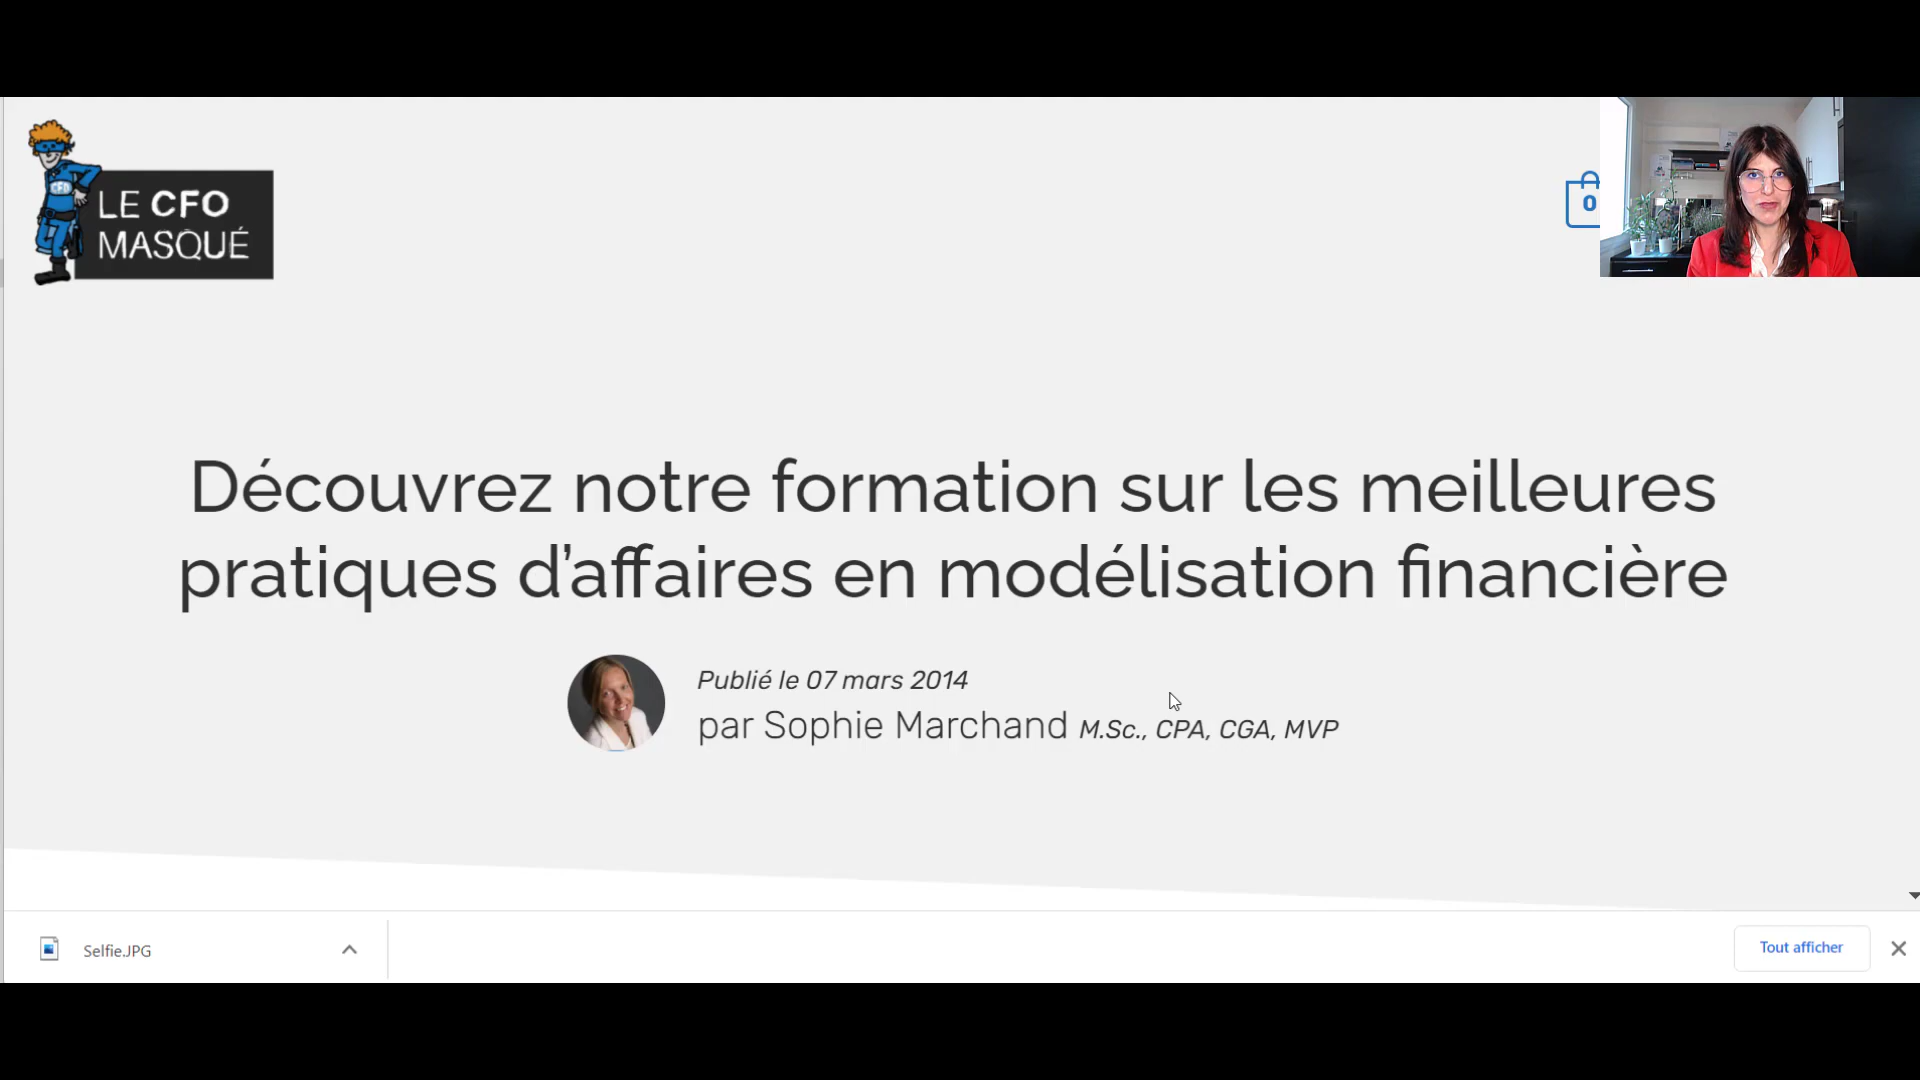 CFO
LE CFO
MASQUÉ
0
Découvrez notre formation sur les meilleures
pratiques d’affaires en modélisation financière
Publié le 07 mars 2014
par Sophie Marchand M.Sc., CPA, CGA, MVP
Selfie.JPG
Tout afficher